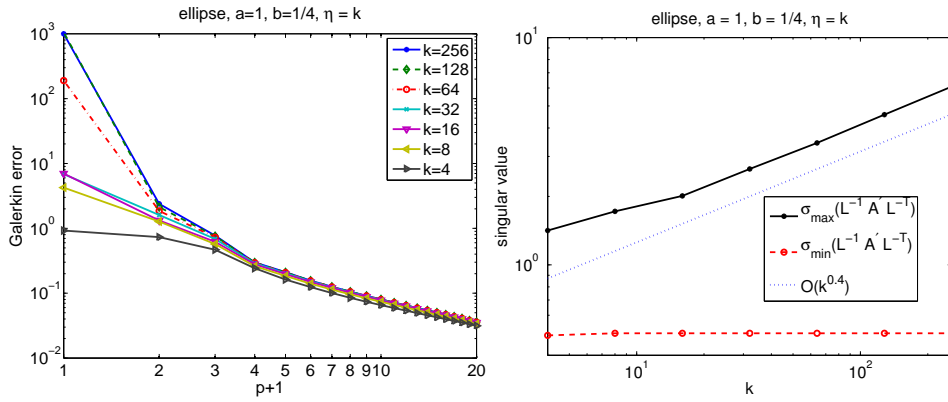 ellipse, a=1, b=1/4, η = k
Galerkin error
10^3
10^2
10^1
10^0
10^-1
10^-2
k=256
k=128
k=64
k=32
k=16
k=8
k=4
1 2 3 4 5 6 7 8 910 20
p+1
ellipse, a = 1, b = 1/4, η = k
singular value
10^1
10^0
σ_max(L^-1 A' L^-T)
σ_min(L^-1 A' L^-T)
O(k^0.4)
10^1 10^2
k